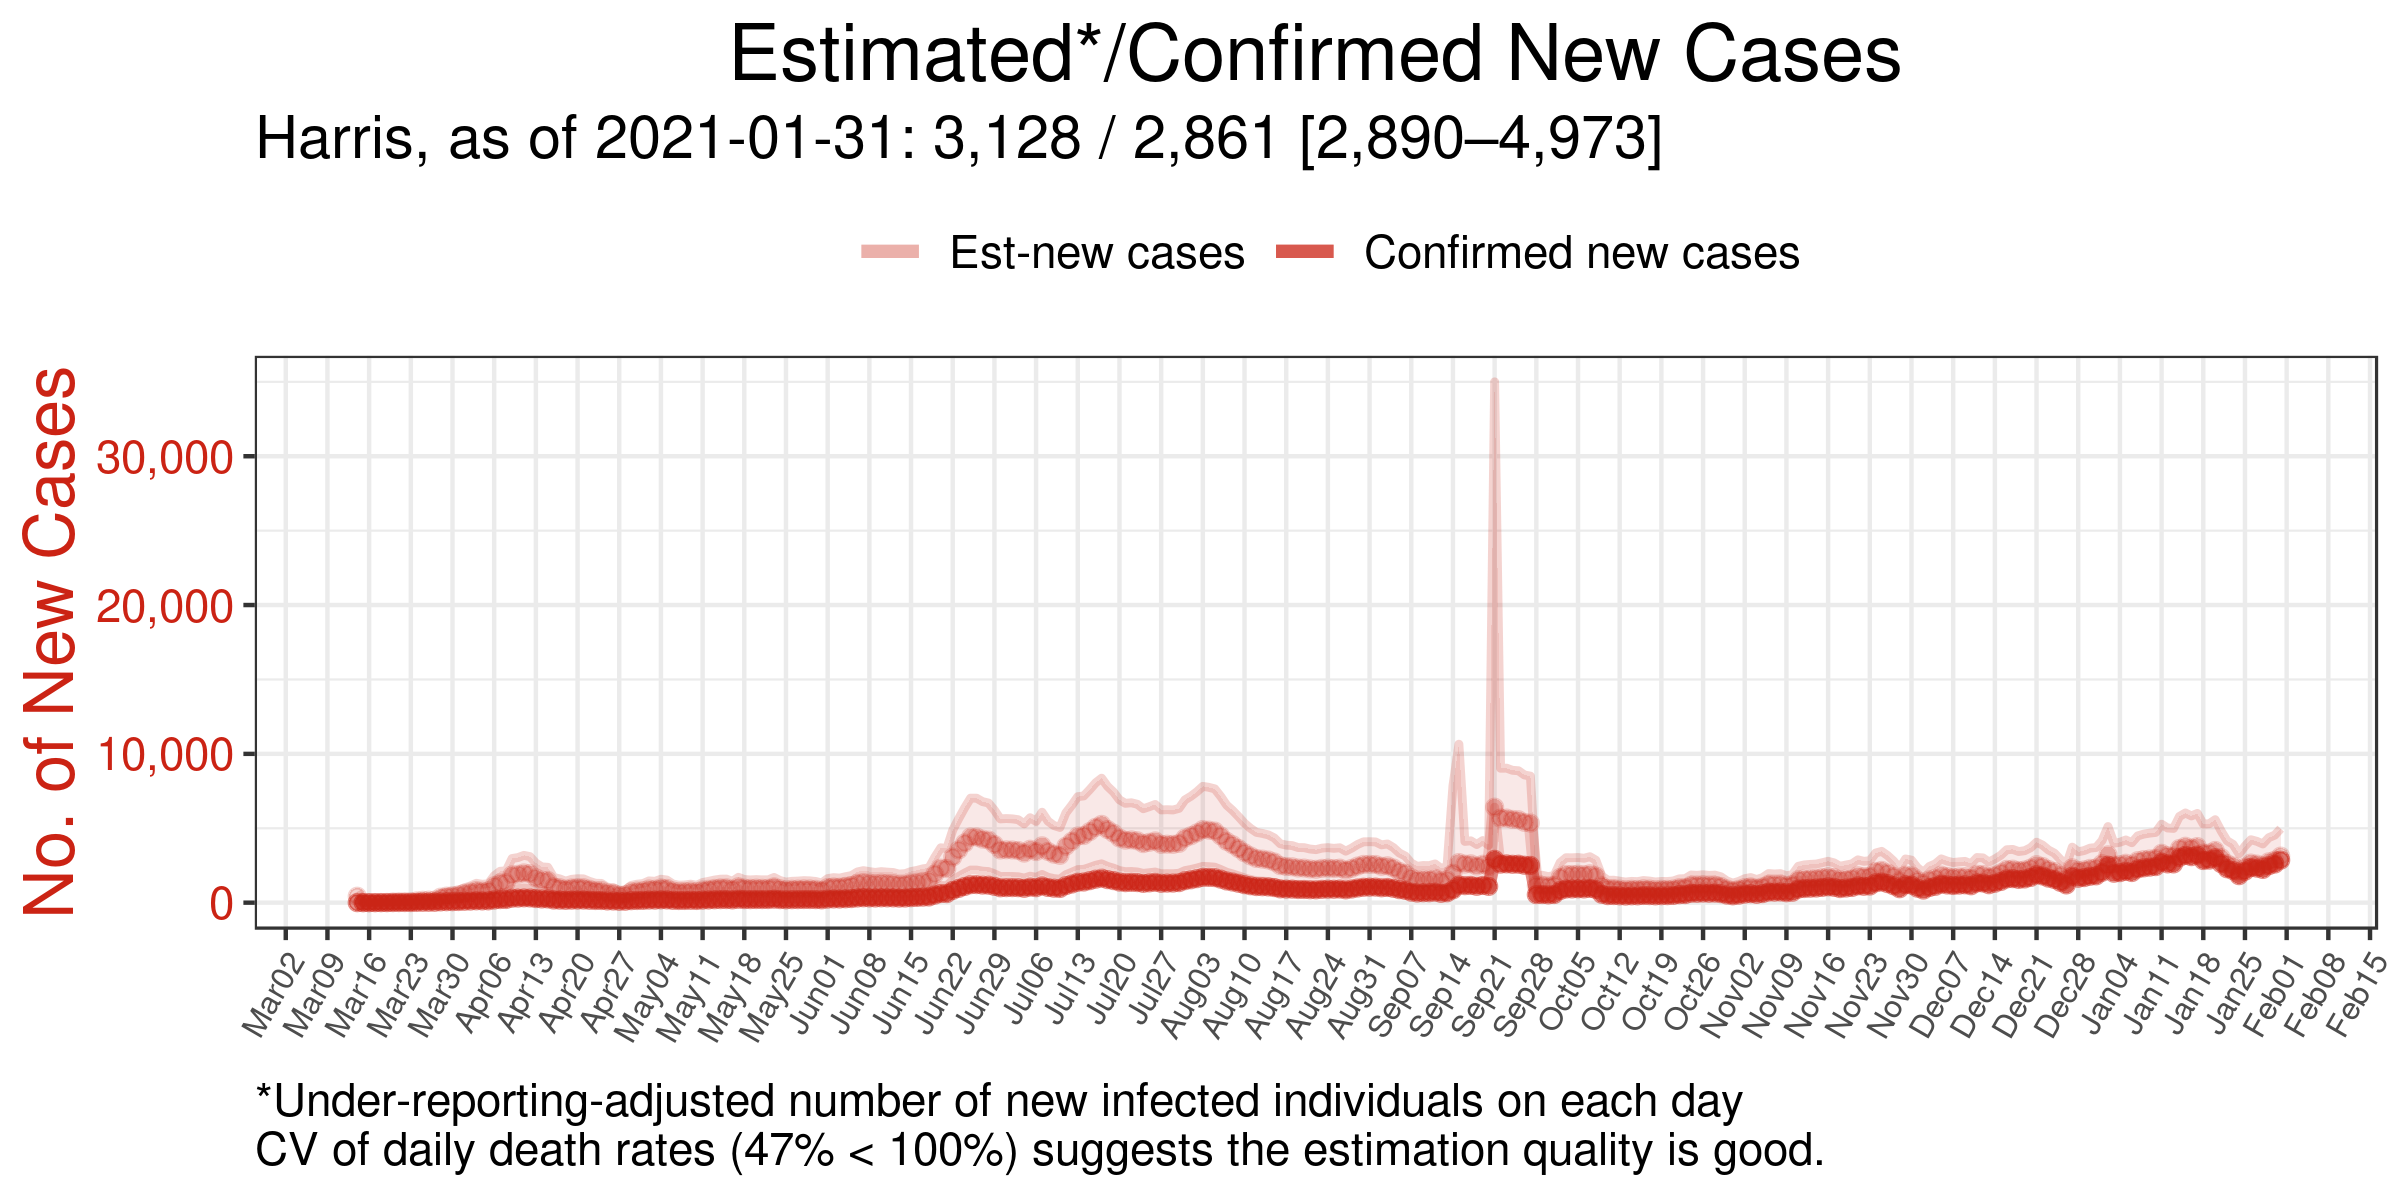 Estimated*/Confirmed New Cases
Harris, as of 2021-01-31: 3,128 / 2,861 [2,890–4,973]
Est-new cases
Confirmed new cases
No. of New Cases
30,000
20,000
10,000
0
Mar02
Mar09
Mar16
Mar23
Mar30
Apr06
Apr13
Apr20
Apr27
May04
May11
May18
May25
Jun01
Jun08
Jun15
Jun22
Jun29
Jul06
Jul13
Jul20
Jul27
Aug03
Aug10
Aug17
Aug24
Aug31
Sep07
Sep14
Sep21
Sep28
Oct05
Oct12
Oct19
Oct26
Nov02
Nov09
Nov16
Nov23
Nov30
Dec07
Dec14
Dec21
Dec28
Jan04
Jan11
Jan18
Jan25
Feb01
Feb08
Feb15
*Under-reporting-adjusted number of new infected individuals on each day
CV of daily death rates (47% < 100%) suggests the estimation quality is good.